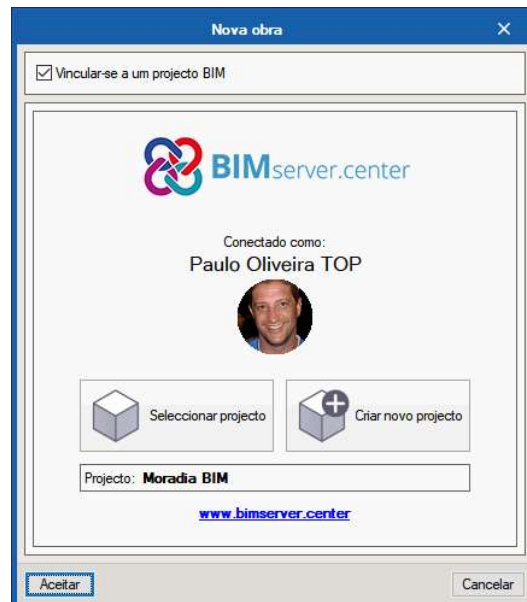 Nova obra
Vincular-se a um projecto BIM
BIMserver.center
Conectado como:
Paulo Oliveira TOP
Seleccionar projecto
Criar novo projecto
Projecto: Moradia BIM
www.bimserver.center
Aceitar
Cancelar